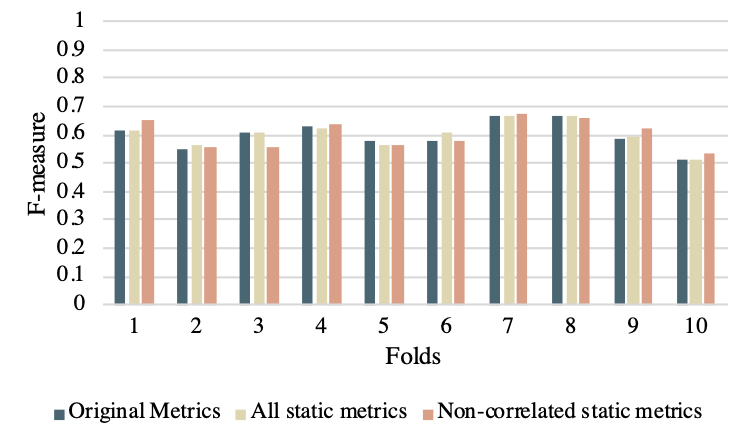 1
0.9
0.8
0.7
0.6
0.5
0.4
0.3
0.2
0.1
0
F-measure
1 2 3 4 5 6 7 8 9 10
Folds
Original Metrics All static metrics Non-correlated static metrics